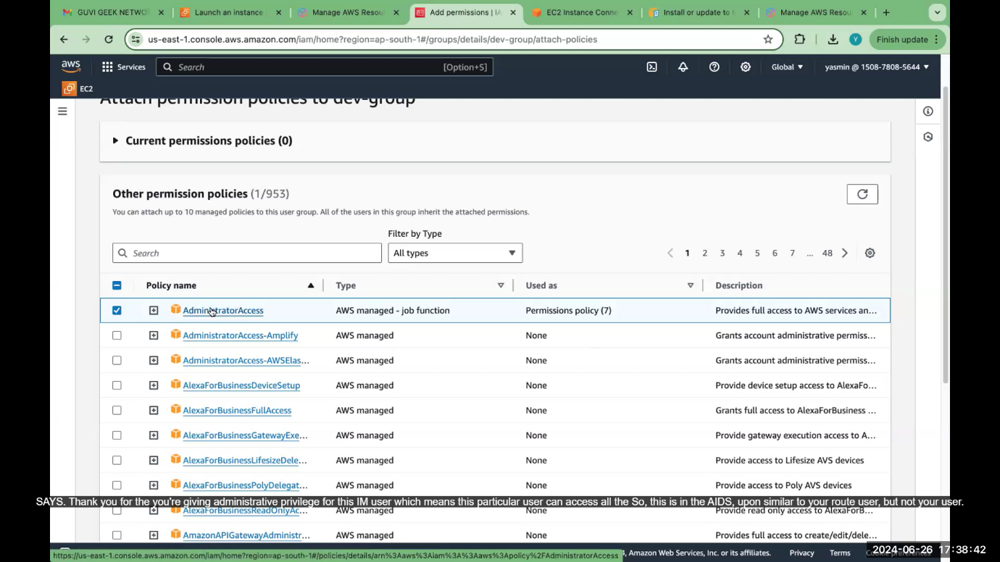 GUVI GEEK NETWO
Launch an instance
Manage AWS Resou
Add permissions | IA
EC2 Instance Conne
Install or update to
Manage AWS Resou
us-east-1.console.aws.amazon.com/iam/home?region=ap-south-1#/groups/details/dev-group/attach-policies
Finish update
aws
Services
Search
[Option+S]
Global
yasmin @ 1508-7808-5644
EC2
Attach permission policies to dev-group
Current permissions policies (0)
Other permission policies (1/953)
You can attach up to 10 managed policies to this user group. All of the users in this group inherit the attached permissions.
Filter by Type
Search
All types
1 2 3 4 5 6 7 ... 48
Policy name Type Used as Description
AdministratorAccess AWS managed - job function Permissions policy (7) Provides full access to AWS services an...
AdministratorAccess-Amplify AWS managed None Grants account administrative permiss...
AdministratorAccess-AWSElas... AWS managed None Grants account administrative permiss...
AlexaForBusinessDeviceSetup AWS managed None Provide device setup access to AlexaFo...
AlexaForBusinessFullAccess AWS managed None Grants full access to AlexaForBusiness ...
AlexaForBusinessGatewayExe... AWS managed None Provide gateway execution access to A...
AlexaForBusinessLifesizeDele... AWS managed None Provide access to Lifesize AVS devices
AlexaForBusinessPolyDelegat... AWS managed None Provide access to Poly AVS devices
SAYS. Thank you for the you're giving administrative privilege for this IM user which means this particular user can access all the So, this is in the AIDS, upon similar to your route user, but not your user.
AlexaForBusinessReadOnlyAc... AWS managed None Provide read only access to AlexaForB...
AmazonAPIGatewayAdministr... AWS managed None Provides full access to create/edit/dele...
https://us-east-1.console.aws.amazon.com/iam/home?region=ap-south-1#/policies/details/arn%3Aaws%3Aiam%3A%3Aaws%3Apolicy%2FAdministratorAccess
4, Amazon Web Services, Inc. or its affiliates.
Privacy
Terms
Cookie preferences
2024-06-26 17:38:42